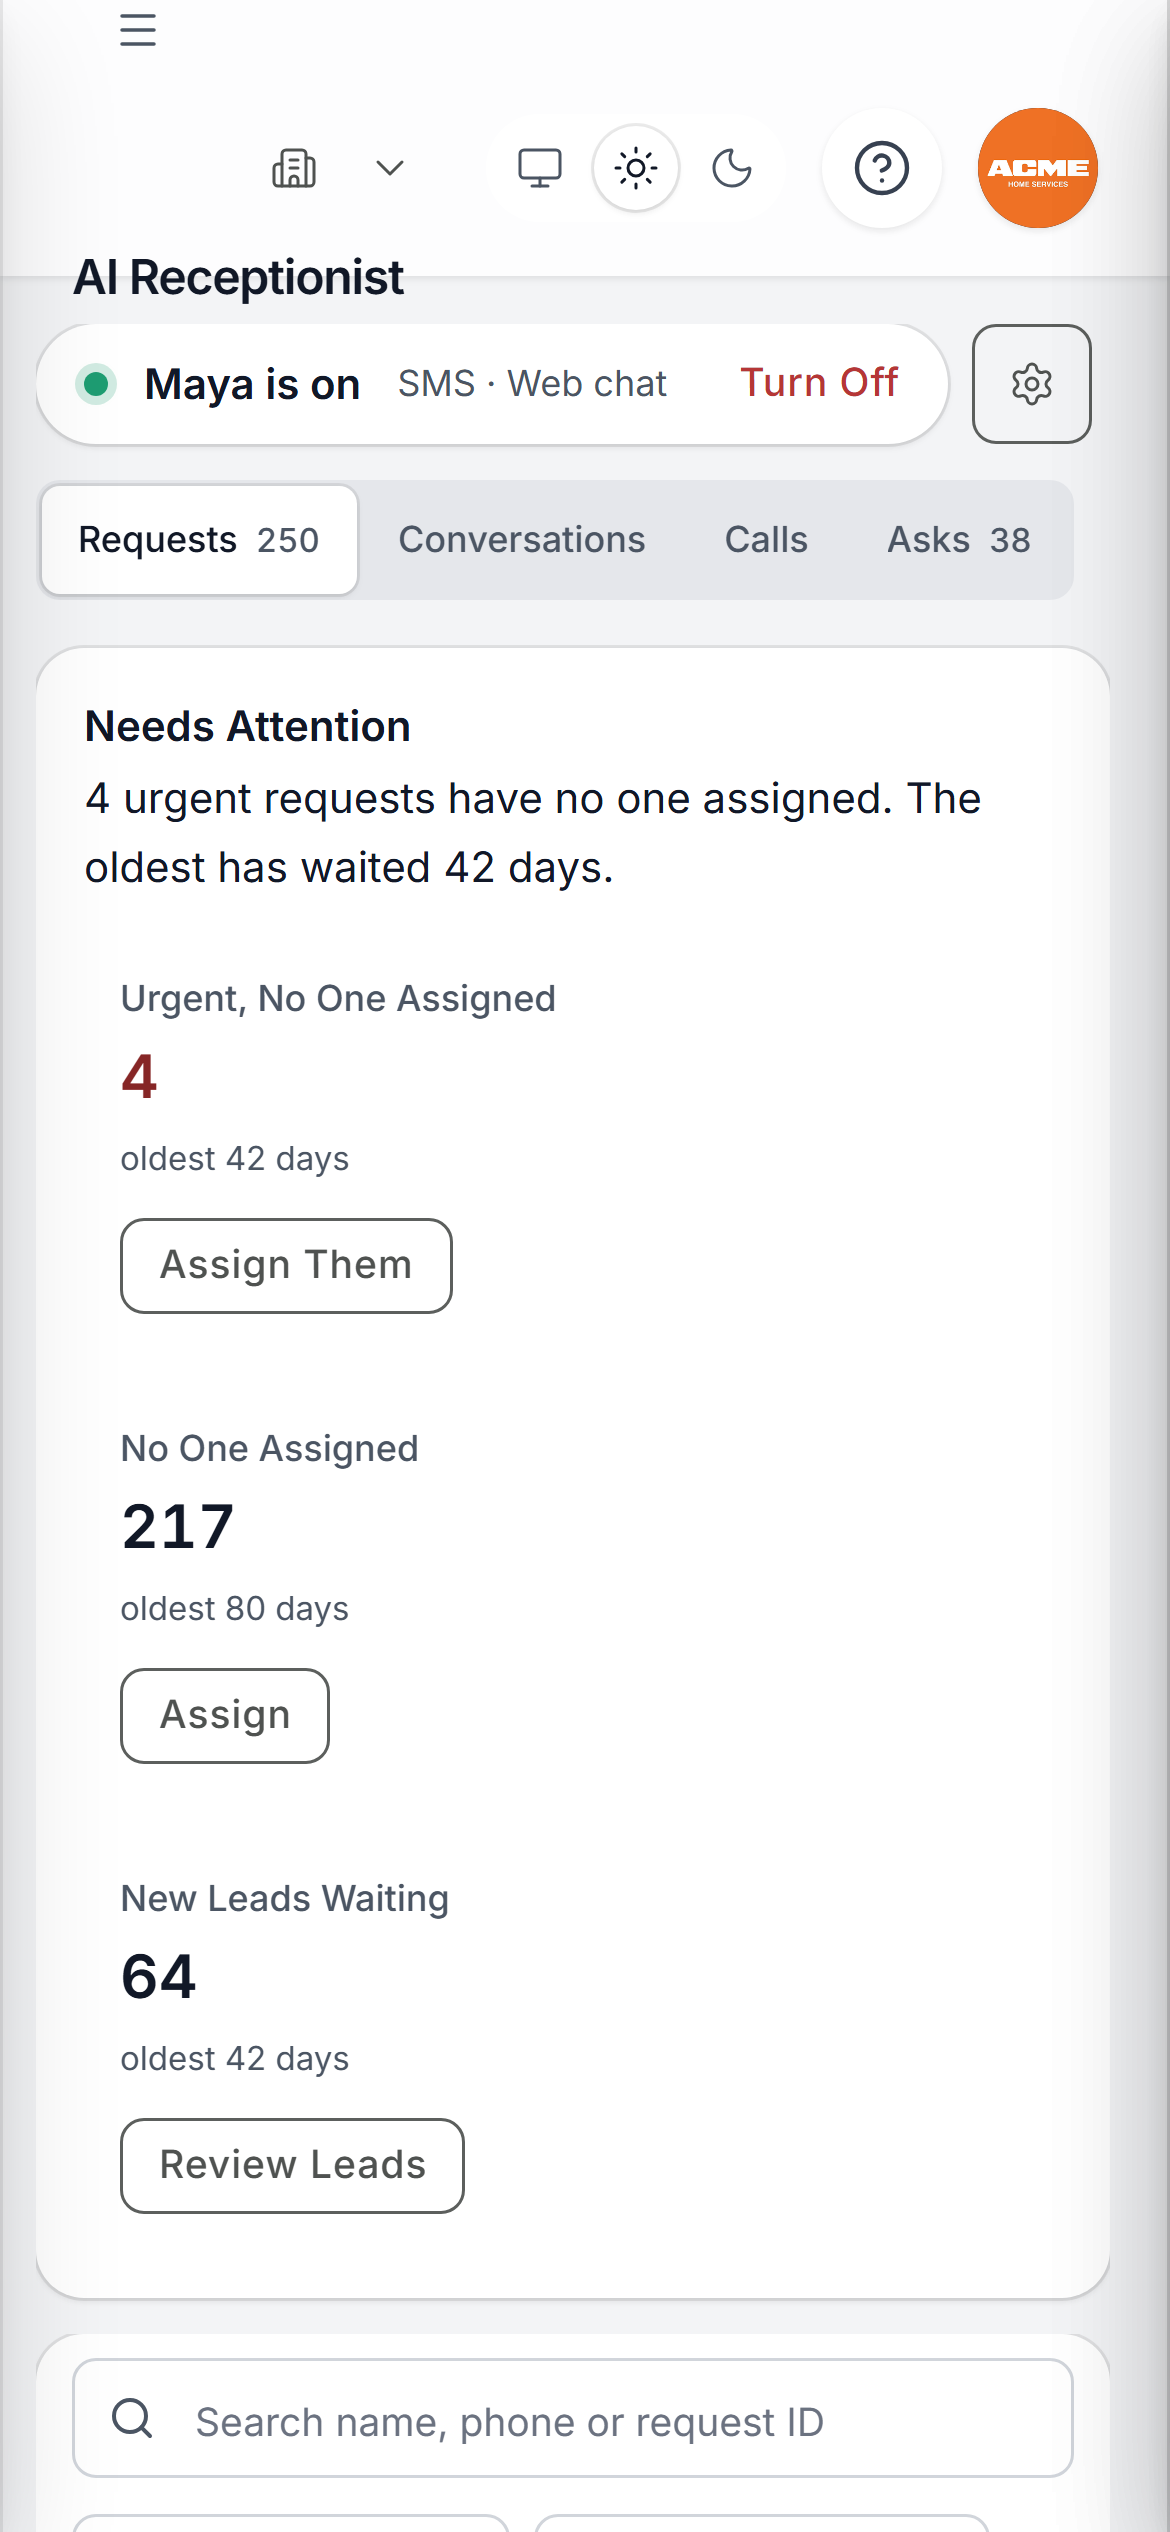 ACME
HOME SERVICES
AI Receptionist
Maya is on SMS · Web chat Turn Off
Requests 250 Conversations Calls Asks 38
Needs Attention
4 urgent requests have no one assigned. The
oldest has waited 42 days.
Urgent, No One Assigned
4
oldest 42 days
Assign Them
No One Assigned
217
oldest 80 days
Assign
New Leads Waiting
64
oldest 42 days
Review Leads
Search name, phone or request ID